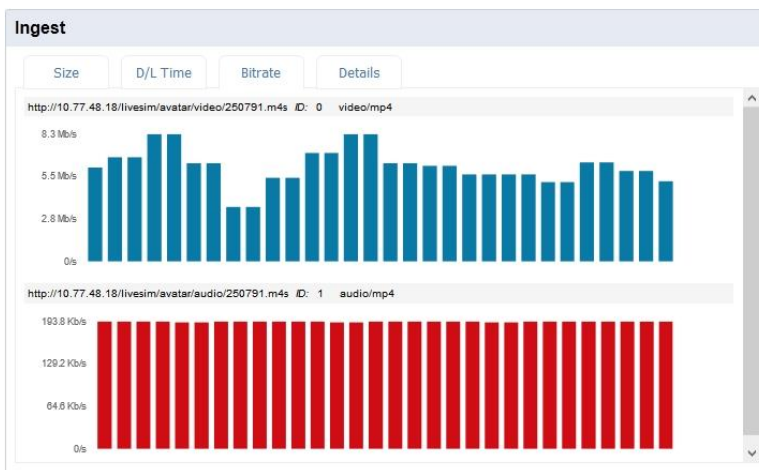 Ingest
Size D/L Time Bitrate Details
http://10.77.48.18/livesim/avatar/video/250791.m4s ID: 0 video/mp4
8.3 Mb/s
5.5 Mb/s
2.8 Mb/s
0/s
http://10.77.48.18/livesim/avatar/audio/250791.m4s ID: 1 audio/mp4
193.8 Kb/s
129.2 Kb/s
64.6 Kb/s
0/s